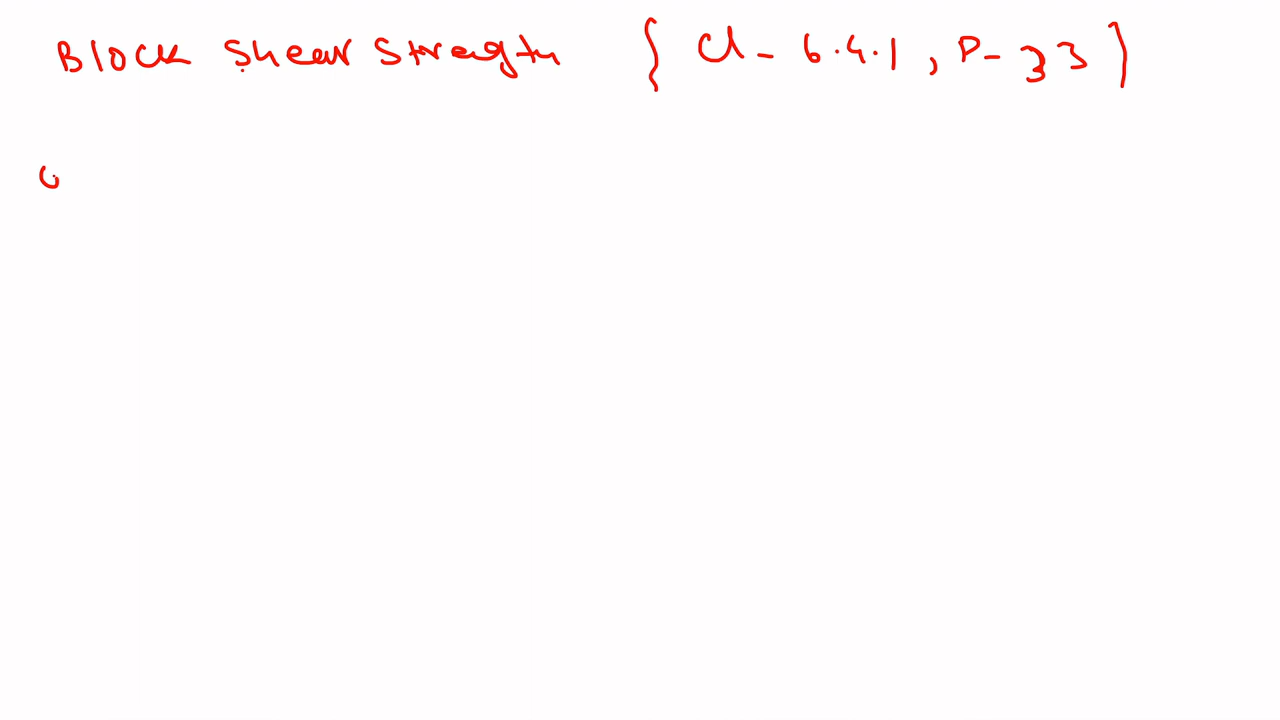 Block Shear Strength { Cl - 6.4.1 , P - 33 }